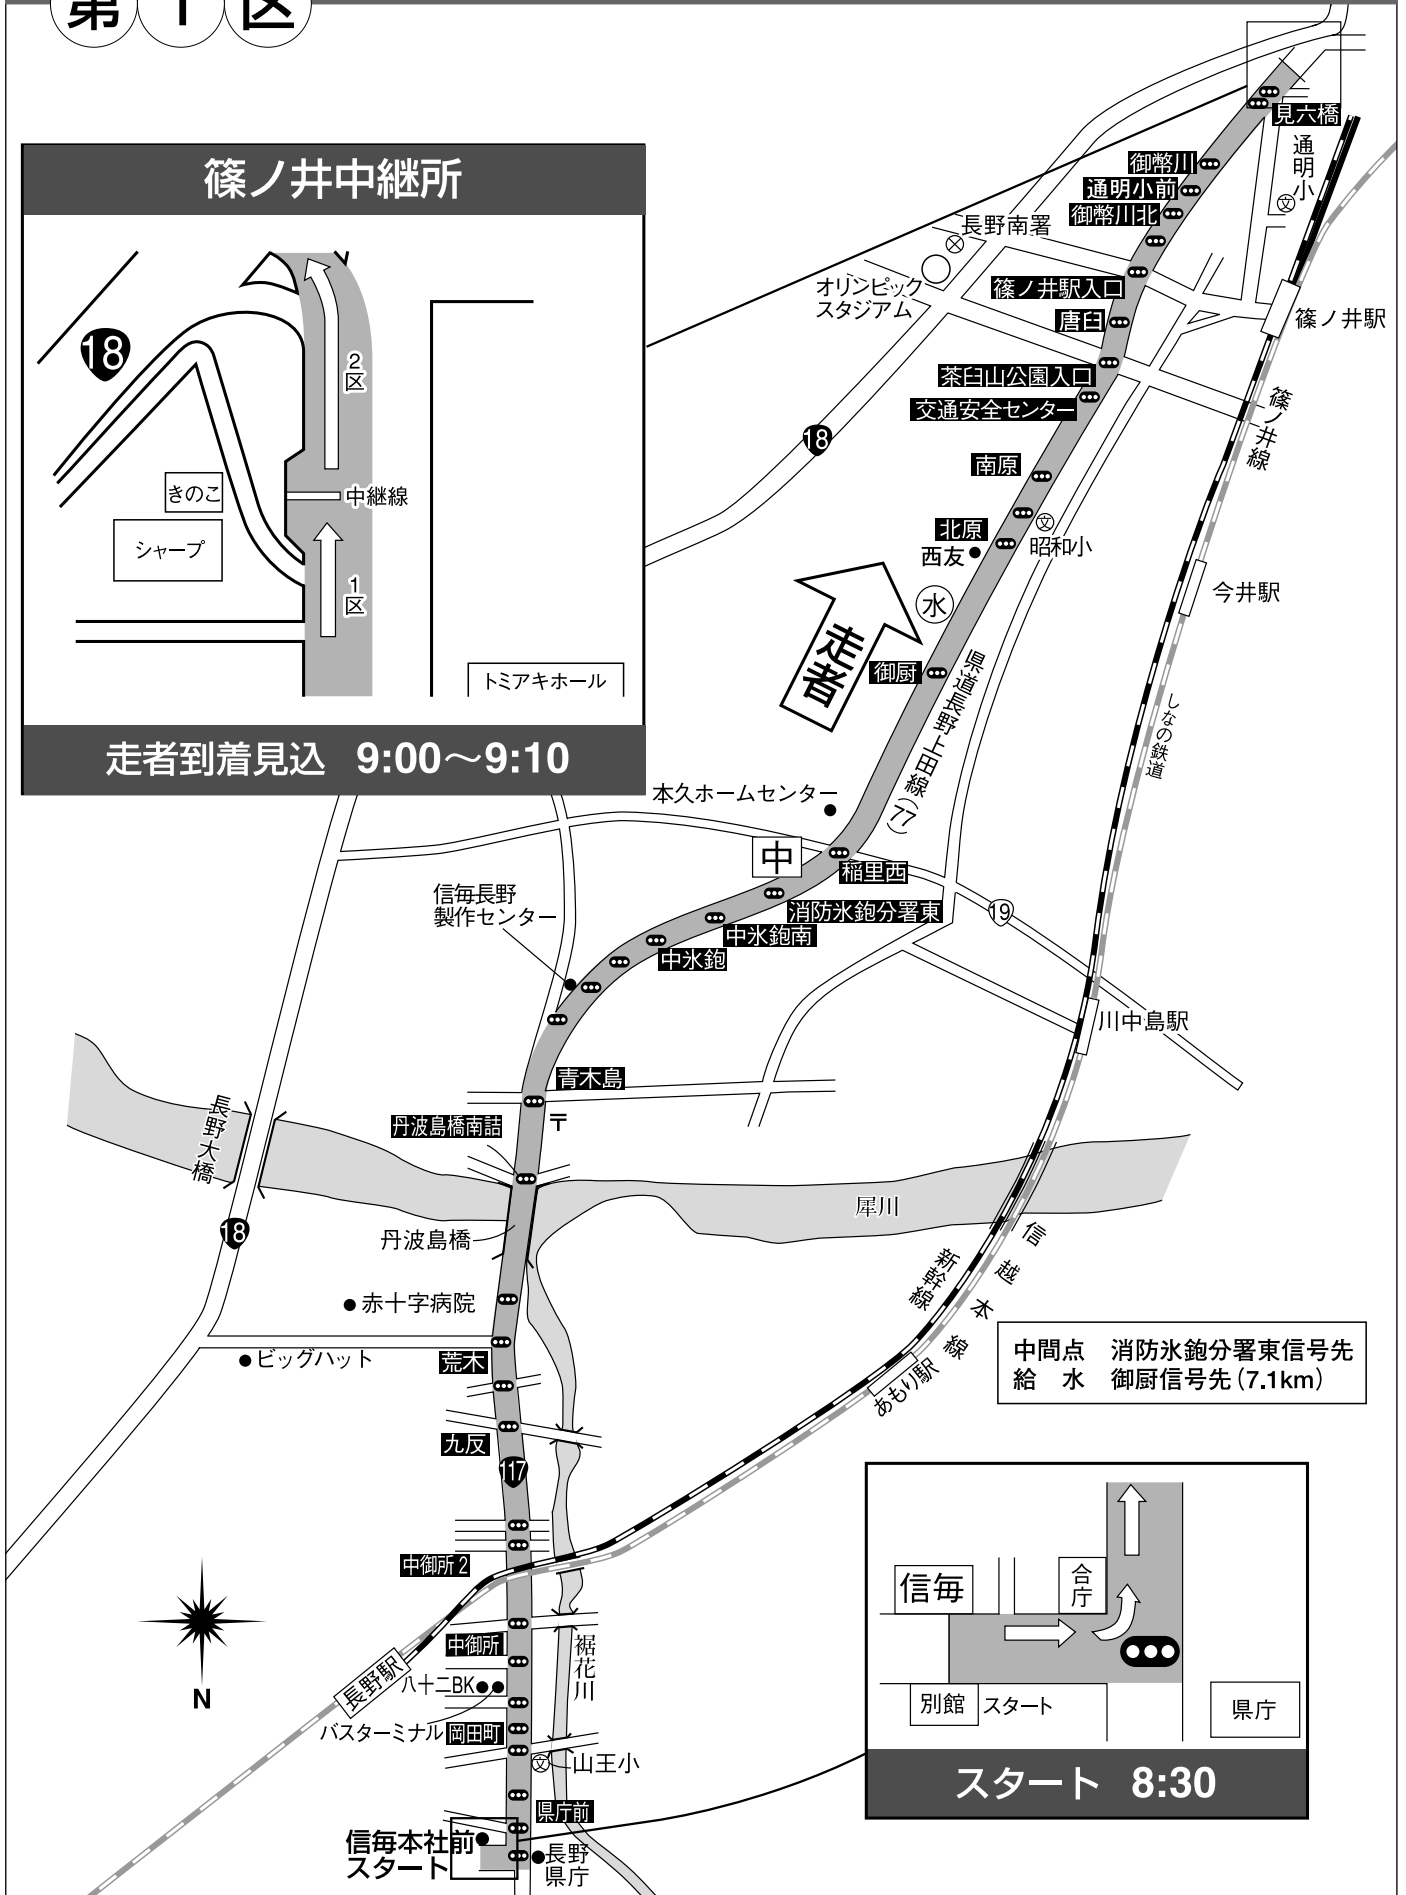 第1区
見六橋
通明小
文
御幣川
通明小前
御幣川北
長野南署
オリンピック
スタジアム
篠ノ井駅入口
唐臼
篠ノ井駅
茶臼山公園入口
交通安全センター
篠ノ井線
18
南原
北原
西友
文
昭和小
水
走者
今井駅
御厨
県道長野上田線(77)
しなの鉄道
篠ノ井中継所
18
2区
中継線
きのこ
シャープ
1区
トミアキホール
走者到着見込 9:00〜9:10
本久ホームセンター
中
稲里西
信毎長野
製作センター
消防氷鉋分署東
19
中氷鉋南
中氷鉋
川中島駅
青木島
〒
丹波島橋南詰
長野大橋
犀川
18
丹波島橋
信越本線
新幹線
赤十字病院
ビッグハット
荒木
あもり駅
中間点 消防氷鉋分署東信号先
給 水 御厨信号先(7.1km)
九反
117
中御所2
中御所
裾花川
長野駅
八十二BK
バスターミナル
岡田町
文
山王小
N
県庁前
信毎本社前
スタート
長野
県庁
信毎
合庁
別館
スタート
県庁
スタート 8:30